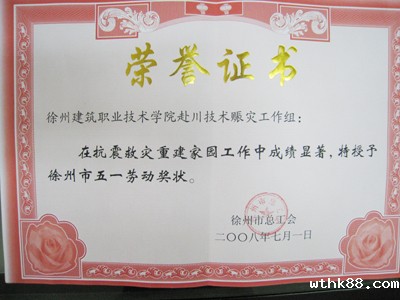 荣誉证书
徐州建筑职业技术学院赴川技术赈灾工作组：
在抗震救灾重建家园工作中成绩显著，特授予
徐州市五一劳动奖状。
徐州市总工会
二〇〇八年七月一日
wthk88.com